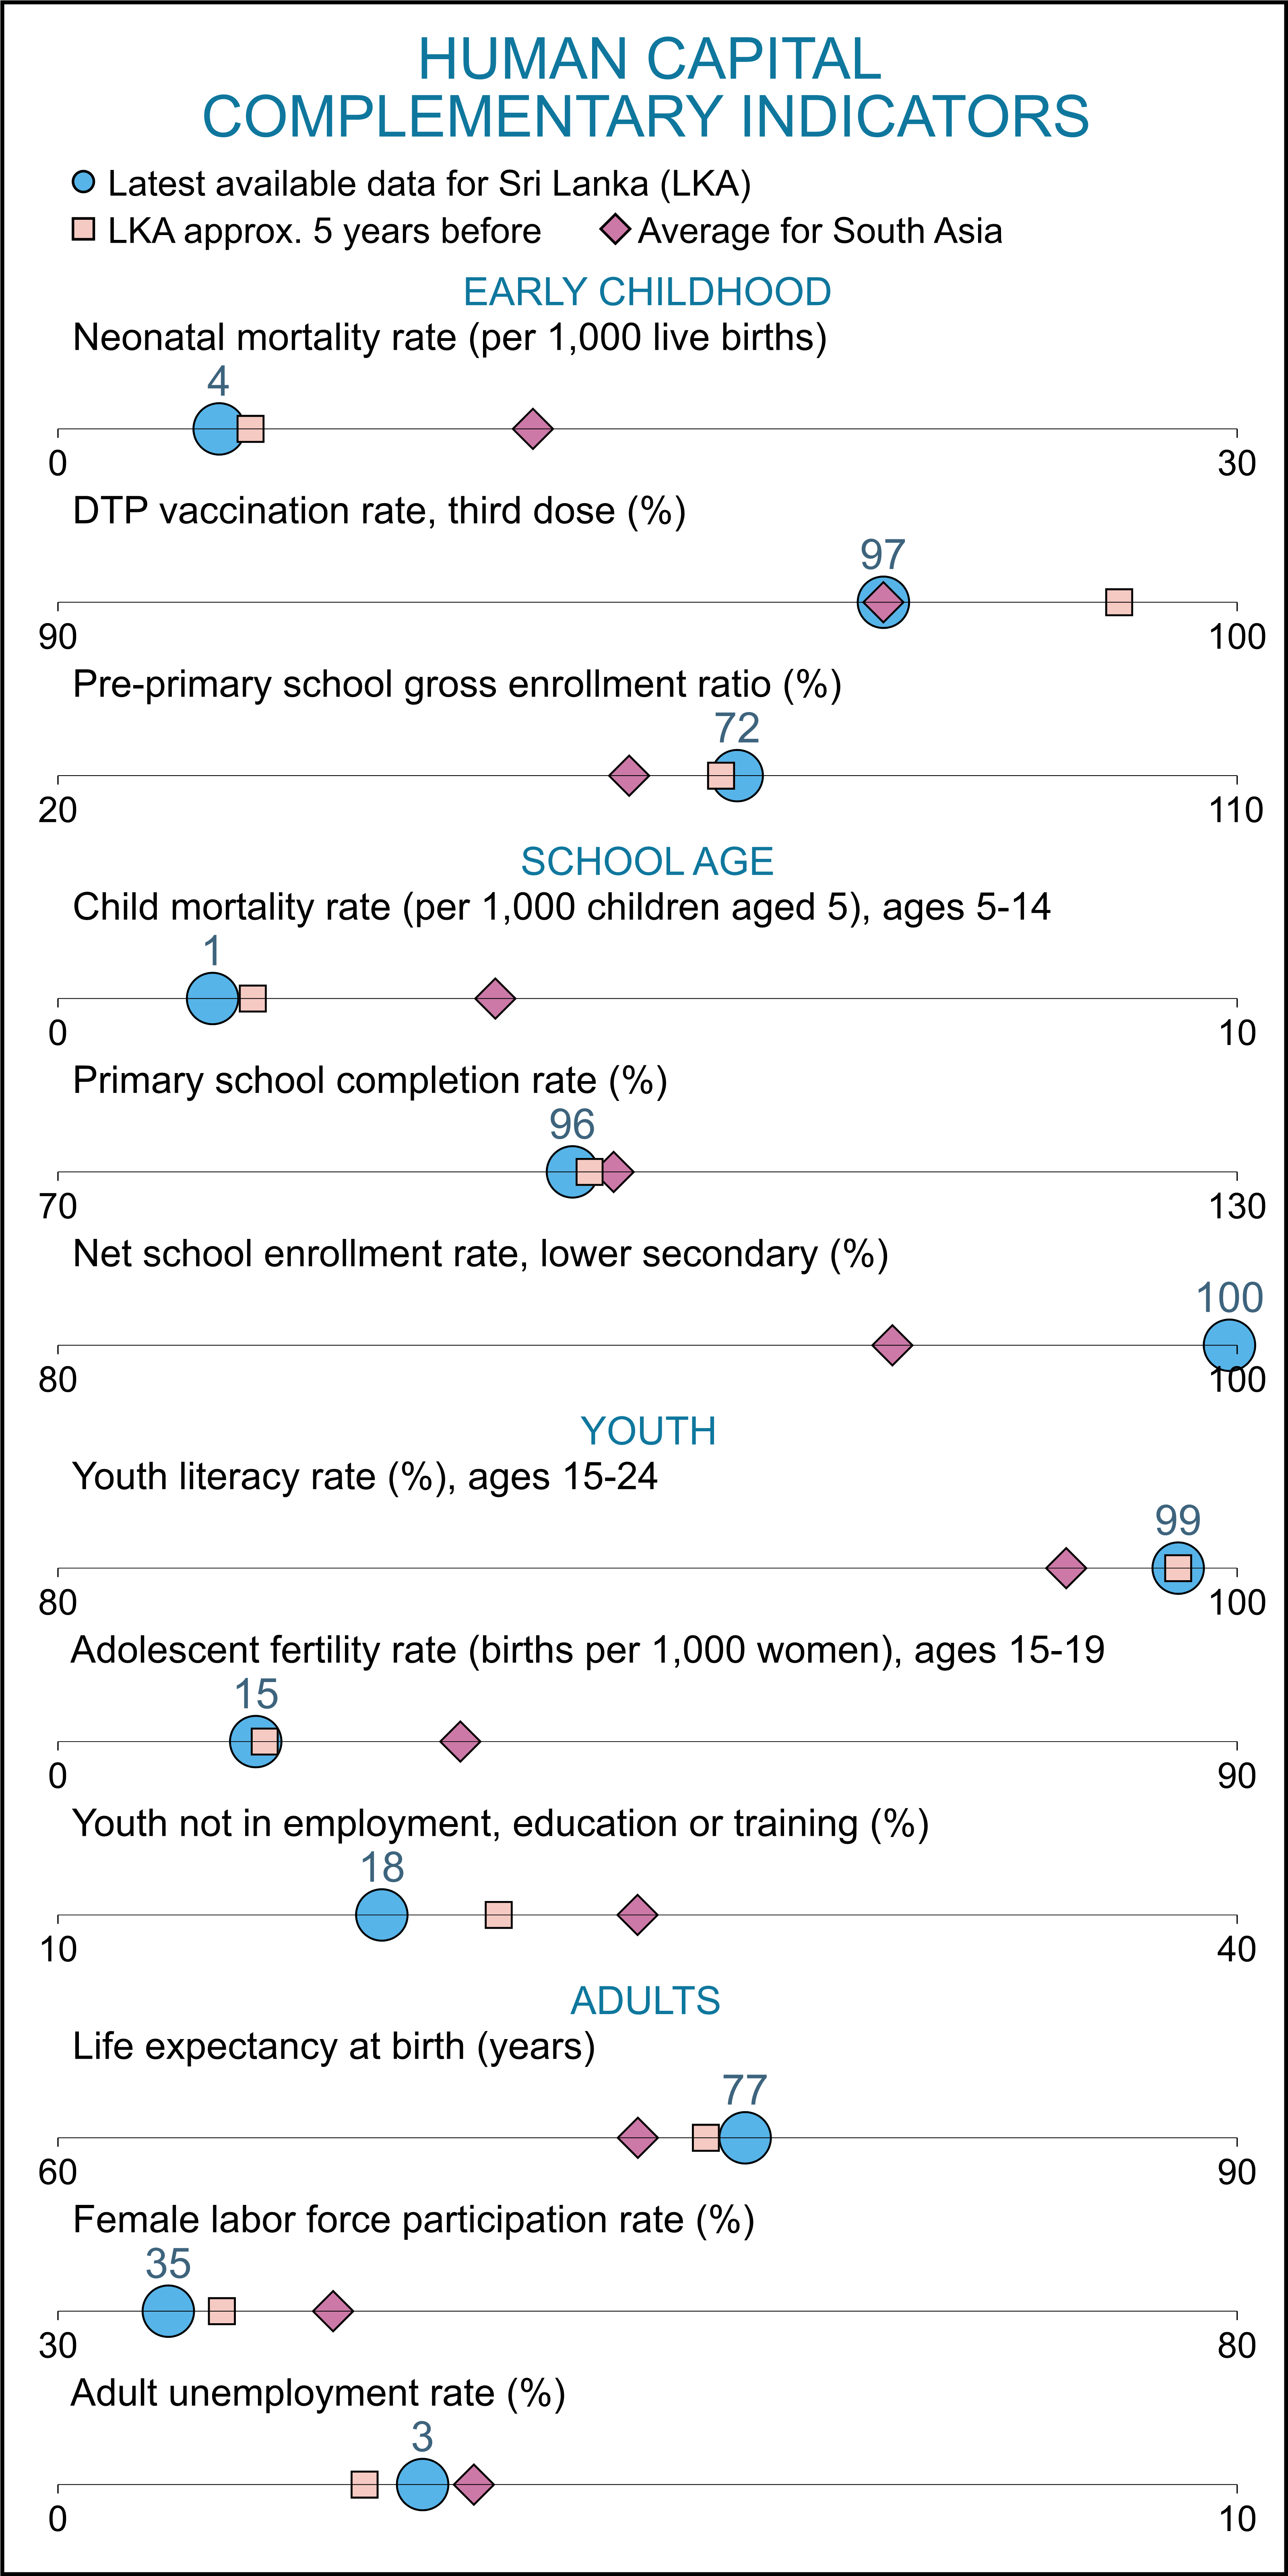 HUMAN CAPITAL
COMPLEMENTARY INDICATORS
Latest available data for Sri Lanka (LKA)
LKA approx. 5 years before Average for South Asia
EARLY CHILDHOOD
Neonatal mortality rate (per 1,000 live births)
4
0 30
DTP vaccination rate, third dose (%)
97
90 100
Pre-primary school gross enrollment ratio (%)
72
20 110
SCHOOL AGE
Child mortality rate (per 1,000 children aged 5), ages 5-14
1
0 10
Primary school completion rate (%)
96
70 130
Net school enrollment rate, lower secondary (%)
100
80 100
YOUTH
Youth literacy rate (%), ages 15-24
99
80 100
Adolescent fertility rate (births per 1,000 women), ages 15-19
15
0 90
Youth not in employment, education or training (%)
18
10 40
ADULTS
Life expectancy at birth (years)
77
60 90
Female labor force participation rate (%)
35
30 80
Adult unemployment rate (%)
3
0 10